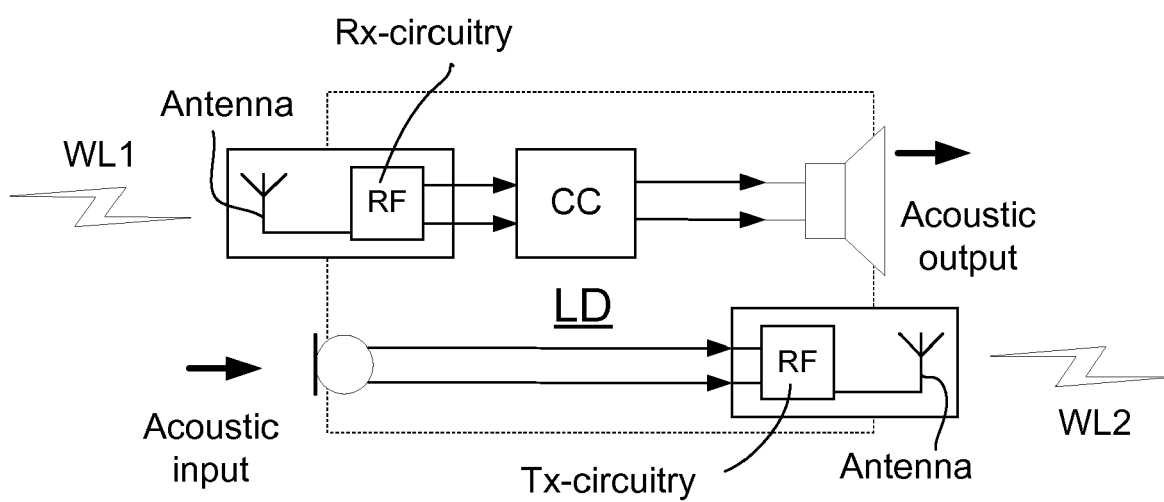 Rx-circuitry
Antenna
WL1
RF
CC
Acoustic
output
LD
RF
Acoustic
input
WL2
Tx-circuitry
Antenna